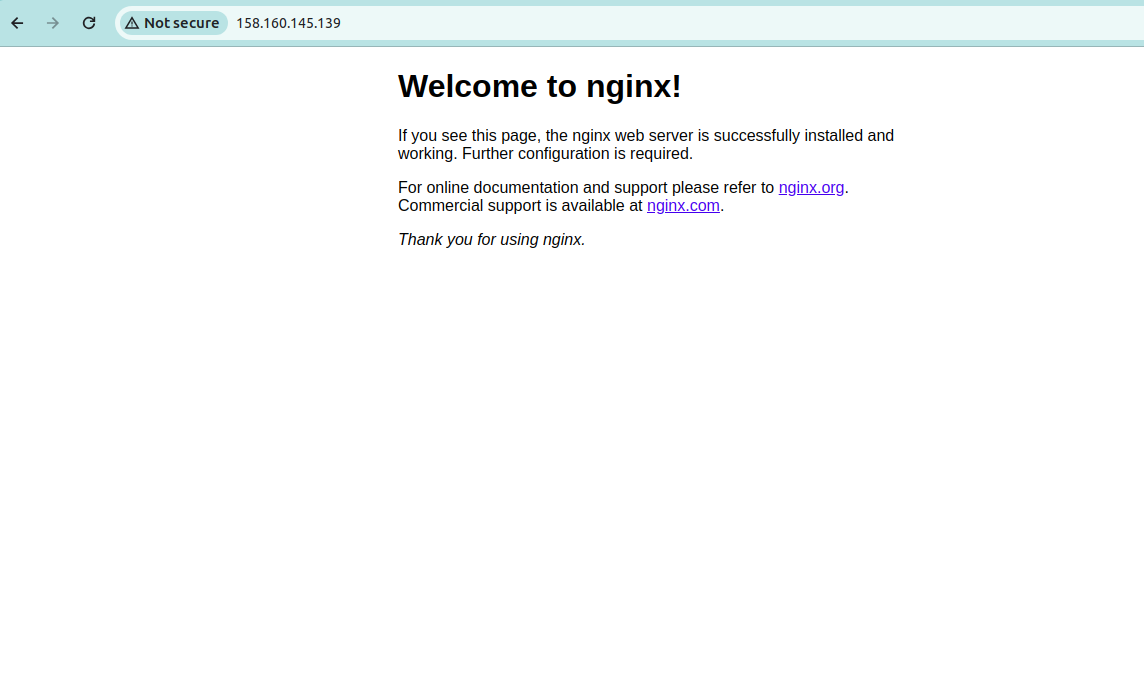 Not secure 158.160.145.139
Welcome to nginx!
If you see this page, the nginx web server is successfully installed and
working. Further configuration is required.
For online documentation and support please refer to nginx.org.
Commercial support is available at nginx.com.
Thank you for using nginx.